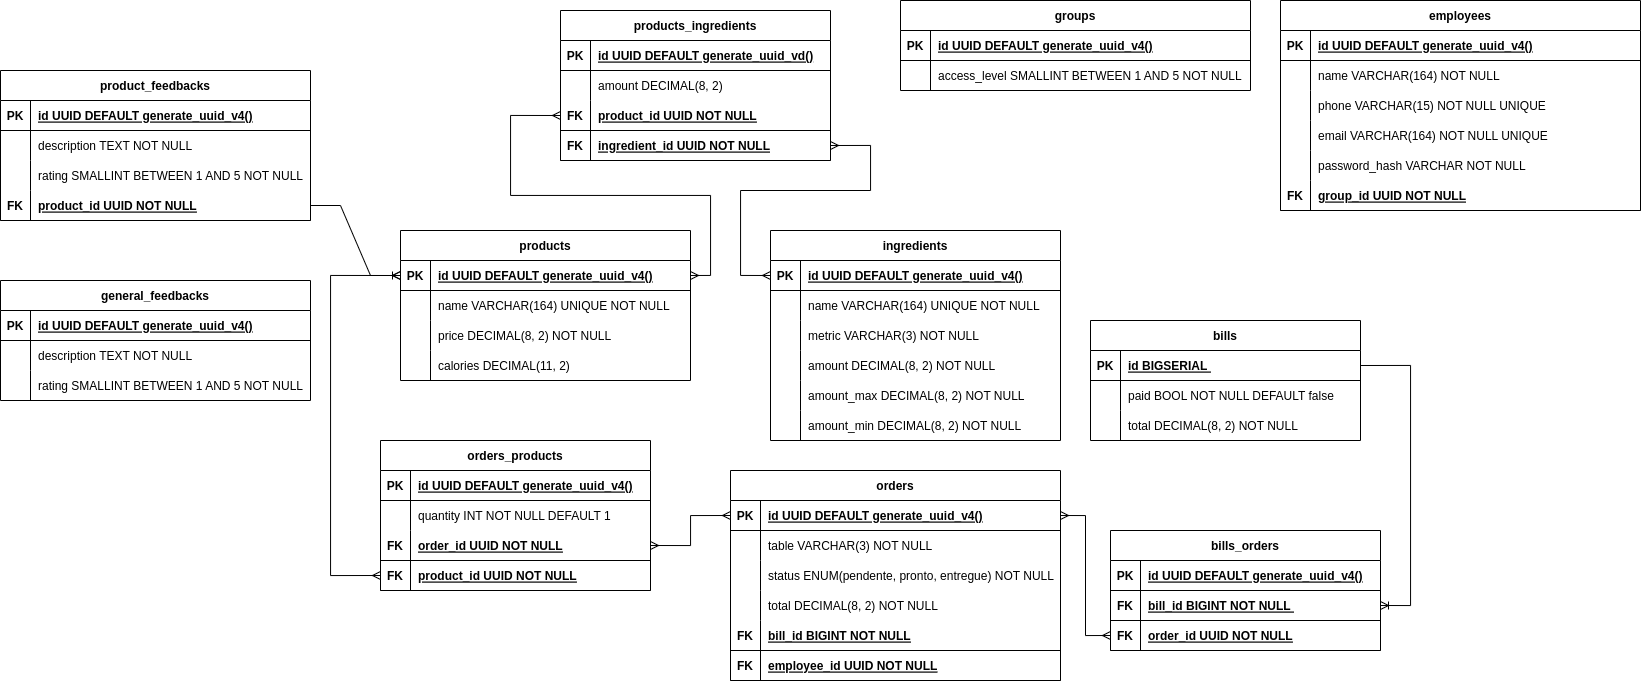 products_ingredients
PK id UUID DEFAULT generate_uuid_vd()
amount DECIMAL(8, 2)
FK product_id UUID NOT NULL
FK ingredient_id UUID NOT NULL
groups
PK id UUID DEFAULT generate_uuid_v4()
access_level SMALLINT BETWEEN 1 AND 5 NOT NULL
employees
PK id UUID DEFAULT generate_uuid_v4()
name VARCHAR(164) NOT NULL
phone VARCHAR(15) NOT NULL UNIQUE
email VARCHAR(164) NOT NULL UNIQUE
password_hash VARCHAR NOT NULL
FK group_id UUID NOT NULL
product_feedbacks
PK id UUID DEFAULT generate_uuid_v4()
description TEXT NOT NULL
rating SMALLINT BETWEEN 1 AND 5 NOT NULL
FK product_id UUID NOT NULL
products
PK id UUID DEFAULT generate_uuid_v4()
name VARCHAR(164) UNIQUE NOT NULL
price DECIMAL(8, 2) NOT NULL
calories DECIMAL(11, 2)
ingredients
PK id UUID DEFAULT generate_uuid_v4()
name VARCHAR(164) UNIQUE NOT NULL
metric VARCHAR(3) NOT NULL
amount DECIMAL(8, 2) NOT NULL
amount_max DECIMAL(8, 2) NOT NULL
amount_min DECIMAL(8, 2) NOT NULL
general_feedbacks
PK id UUID DEFAULT generate_uuid_v4()
description TEXT NOT NULL
rating SMALLINT BETWEEN 1 AND 5 NOT NULL
bills
PK id BIGSERIAL
paid BOOL NOT NULL DEFAULT false
total DECIMAL(8, 2) NOT NULL
orders_products
PK id UUID DEFAULT generate_uuid_v4()
quantity INT NOT NULL DEFAULT 1
FK order_id UUID NOT NULL
FK product_id UUID NOT NULL
orders
PK id UUID DEFAULT generate_uuid_v4()
table VARCHAR(3) NOT NULL
status ENUM(pendente, pronto, entregue) NOT NULL
total DECIMAL(8, 2) NOT NULL
FK bill_id BIGINT NOT NULL
FK employee_id UUID NOT NULL
bills_orders
PK id UUID DEFAULT generate_uuid_v4()
FK bill_id BIGINT NOT NULL
FK order_id UUID NOT NULL